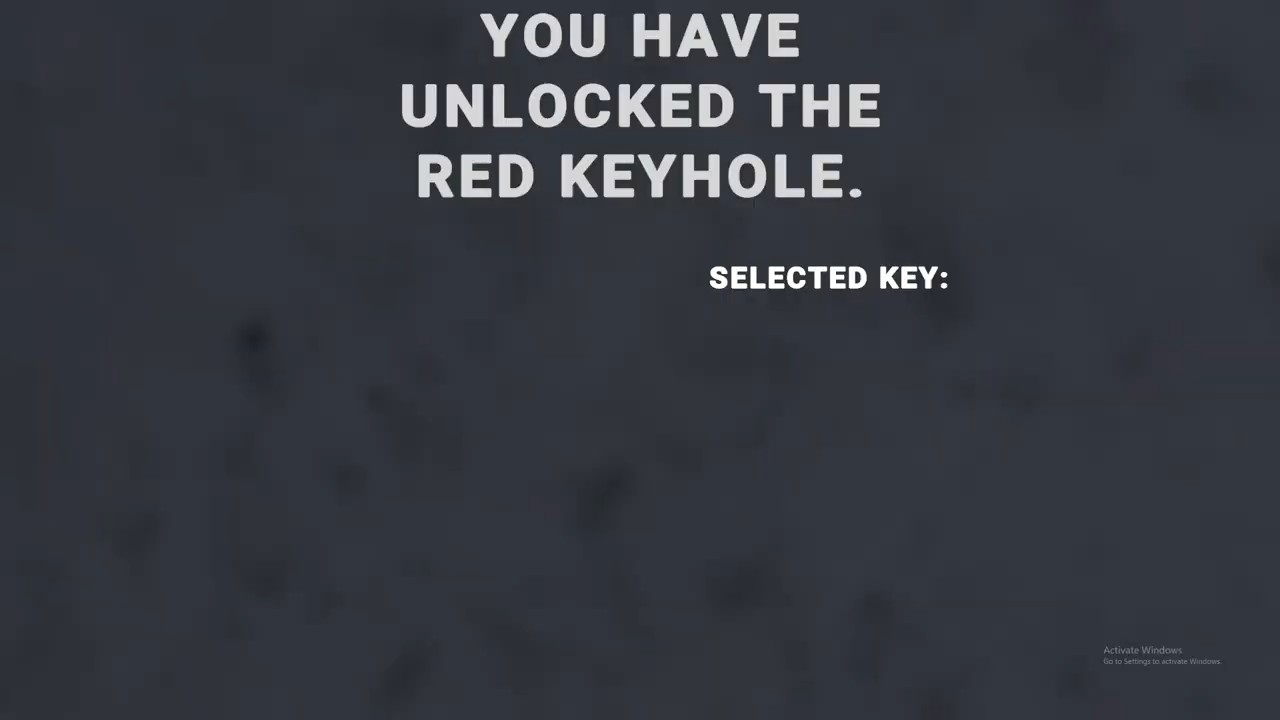 YOU HAVE
UNLOCKED THE
RED KEYHOLE.
SELECTED KEY:
Activate Windows
Go to Settings to activate Windows.